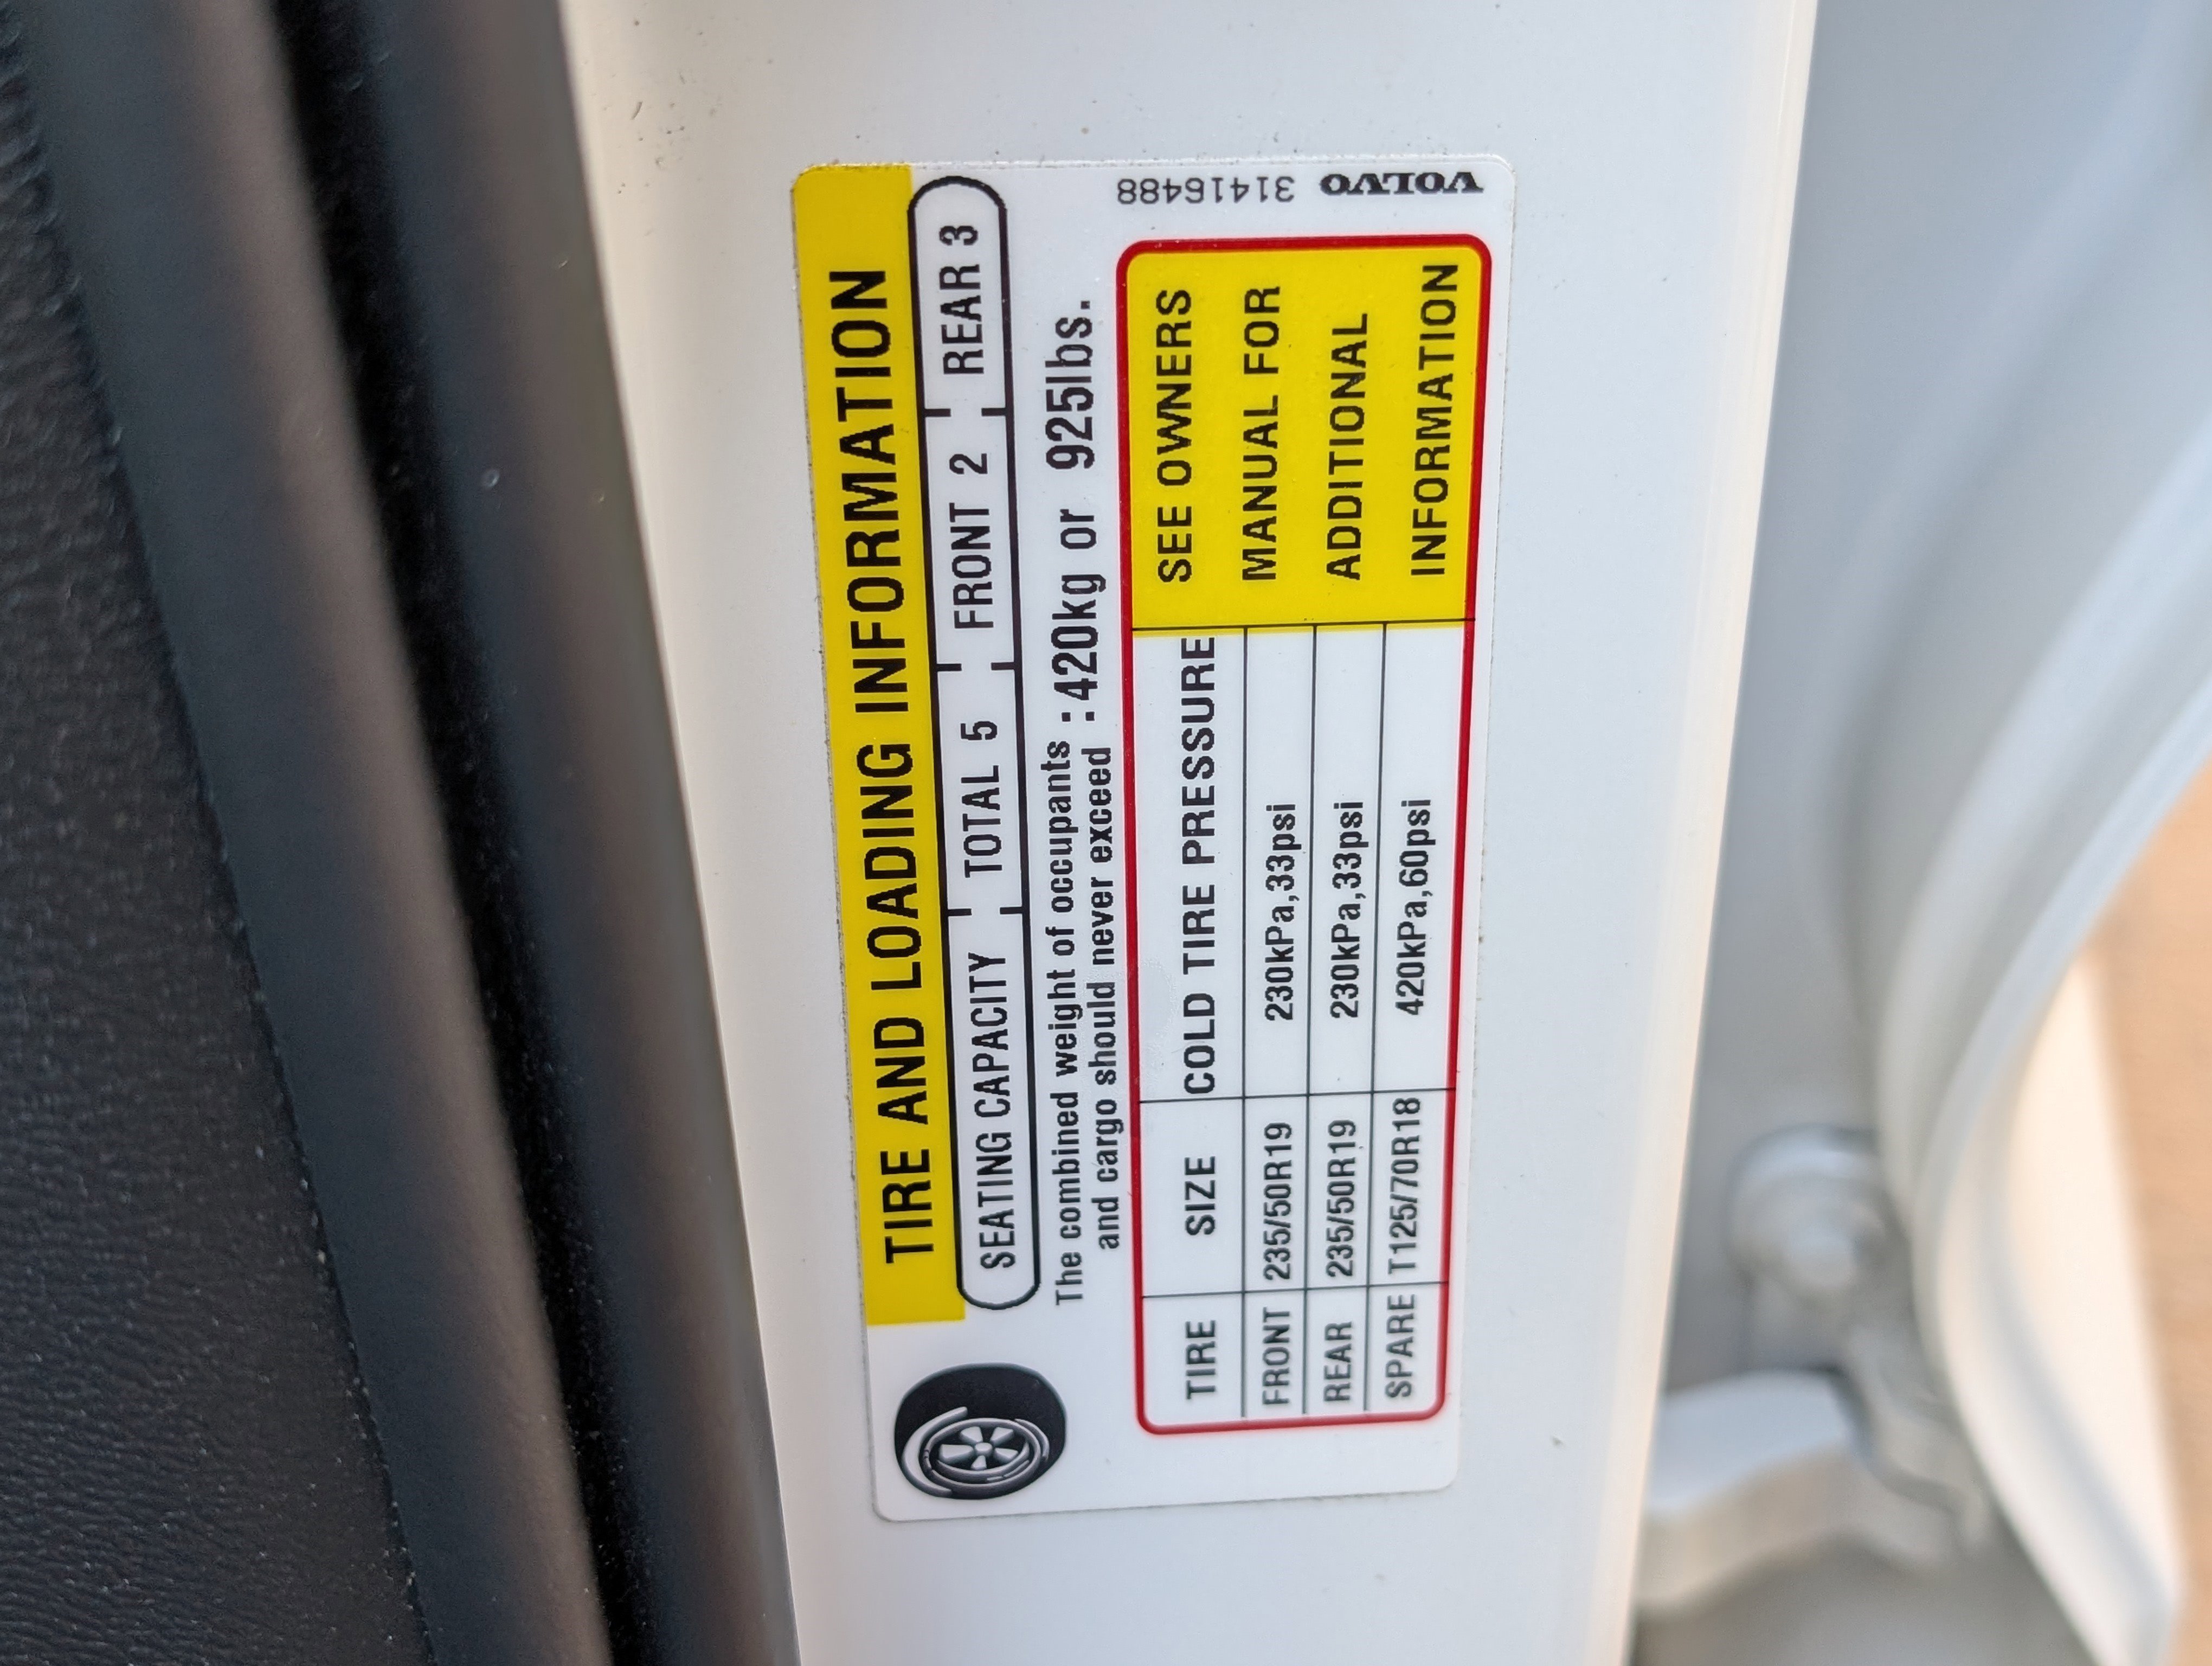 TIRE AND LOADING INFORMATION
SEATING CAPACITY TOTAL 5 FRONT 2 REAR 3
The combined weight of occupants
and cargo should never exceed
:420kg or 925lbs.
TIRE SIZE COLD TIRE PRESSURE
FRONT 235/50R19 230kPa,33psi
REAR 235/50R19 230kPa,33psi
SPARE T125/70R18 420kPa,60psi
SEE OWNERS
MANUAL FOR
ADDITIONAL
INFORMATION
VOLVO 31416488